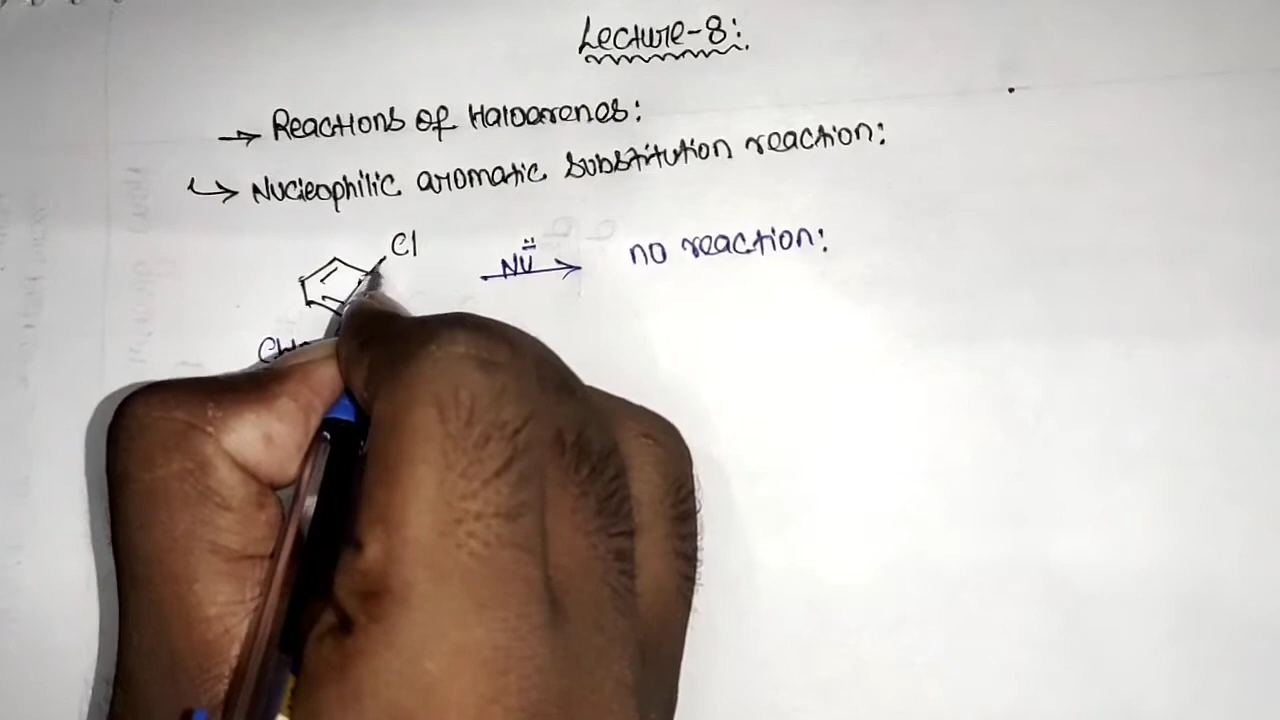 Lecture-8:
→ Reactions of Haloarenes:
↳ Nucleophilic aromatic substitution reaction:
Cl
Nu no reaction: